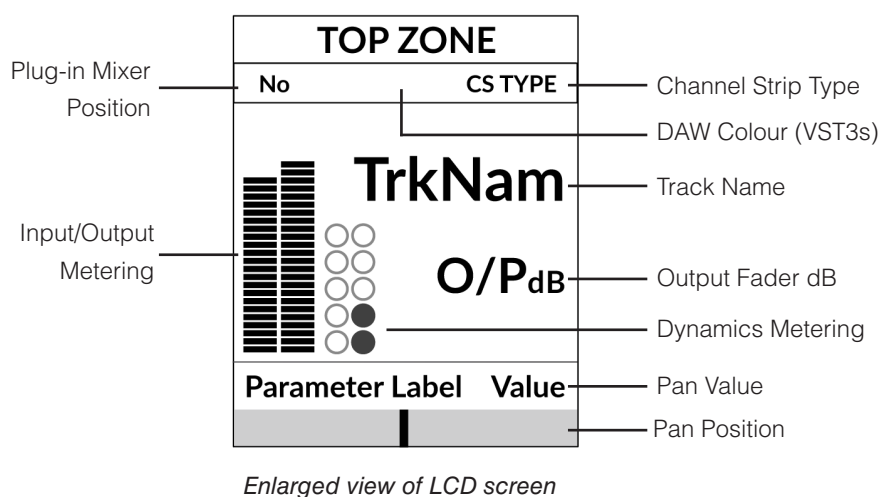 TOP ZONE
Plug-in Mixer
Position
No
CS TYPE
Channel Strip Type
DAW Colour (VST3s)
TrkNam
Track Name
Input/Output
Metering
O/PdB
Output Fader dB
Dynamics Metering
Parameter Label Value
Pan Value
Pan Position
Enlarged view of LCD screen